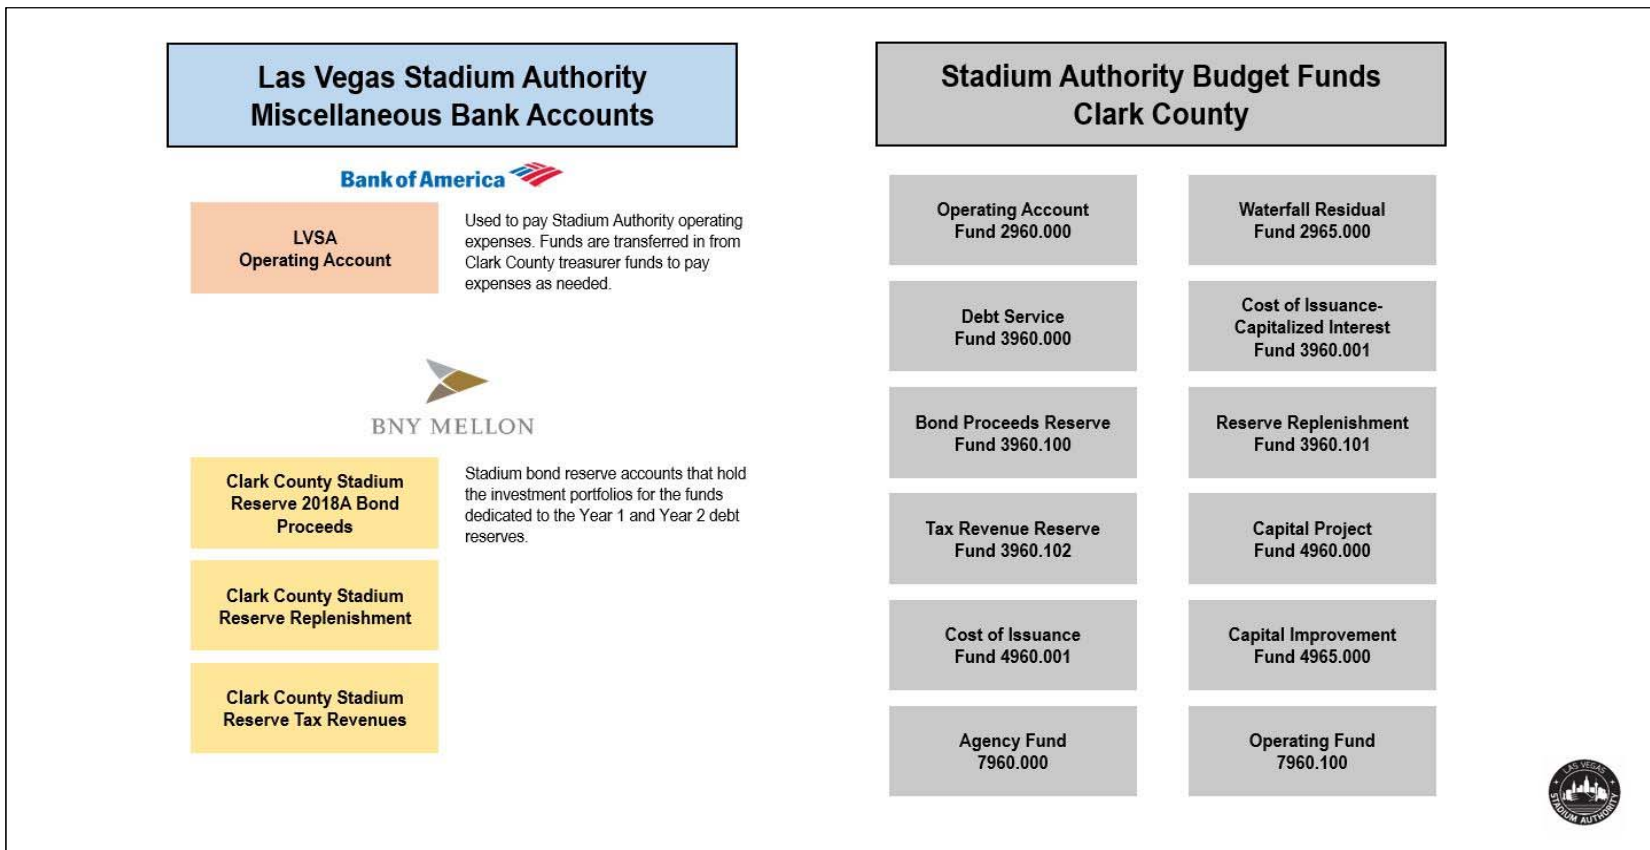 Las Vegas Stadium Authority
Miscellaneous Bank Accounts
Bank of America
LVSA
Operating Account
Used to pay Stadium Authority operating
expenses. Funds are transferred in from
Clark County treasurer funds to pay
expenses as needed.
BNY MELLON
Clark County Stadium
Reserve 2018A Bond
Proceeds
Stadium bond reserve accounts that hold
the investment portfolios for the funds
dedicated to the Year 1 and Year 2 debt
reserves.
Clark County Stadium
Reserve Replenishment
Clark County Stadium
Reserve Tax Revenues
Stadium Authority Budget Funds
Clark County
Operating Account
Fund 2960.000
Waterfall Residual
Fund 2965.000
Debt Service
Fund 3960.000
Cost of Issuance-
Capitalized Interest
Fund 3960.001
Bond Proceeds Reserve
Fund 3960.100
Reserve Replenishment
Fund 3960.101
Tax Revenue Reserve
Fund 3960.102
Capital Project
Fund 4960.000
Cost of Issuance
Fund 4960.001
Capital Improvement
Fund 4965.000
Agency Fund
7960.000
Operating Fund
7960.100
LAS VEGAS
STADIUM AUTHORITY